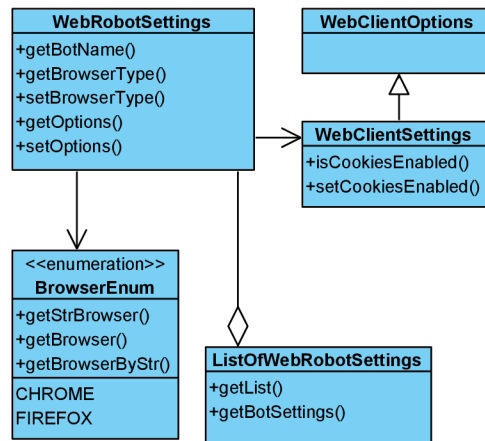 WebRobotSettings
+getBotName()
+getBrowserType()
+setBrowserType()
+getOptions()
+setOptions()
WebClientOptions
WebClientSettings
+isCookiesEnabled()
+setCookiesEnabled()
<<enumeration>>
BrowserEnum
+getStrBrowser()
+getBrowser()
+getBrowserByStr()
CHROME
FIREFOX
ListOfWebRobotSettings
+getList()
+getBotSettings()